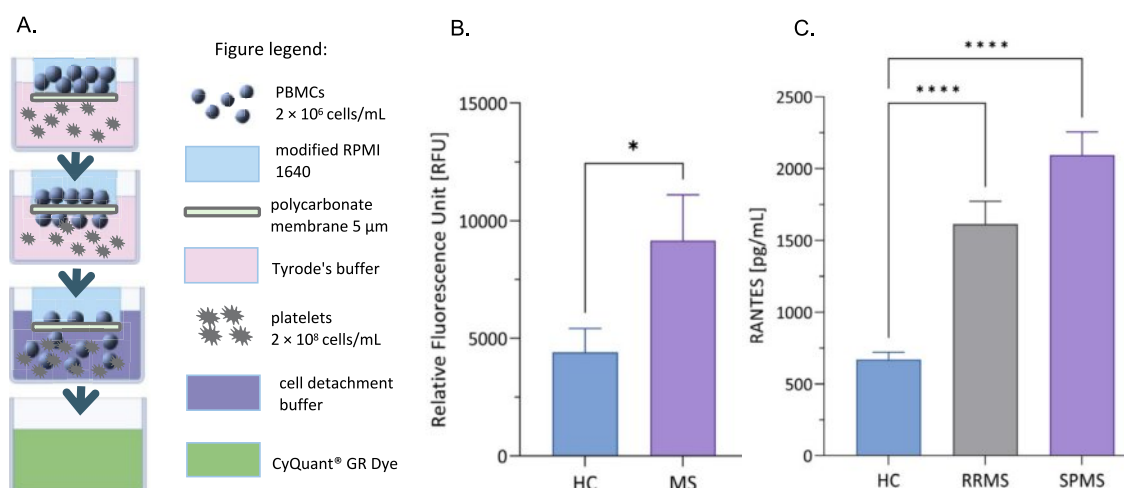 A.
Figure legend:
PBMCs
2 × 10⁶ cells/mL
modified RPMI
1640
polycarbonate
membrane 5 µm
Tyrode's buffer
platelets
2 × 10⁸ cells/mL
cell detachment
buffer
CyQuant® GR Dye
B.
Relative Fluorescence Unit [RFU]
15000
10000
5000
0
*
HC
MS
C.
RANTES [pg/mL]
2500
2000
1500
1000
500
0
****
****
HC
RRMS
SPMS